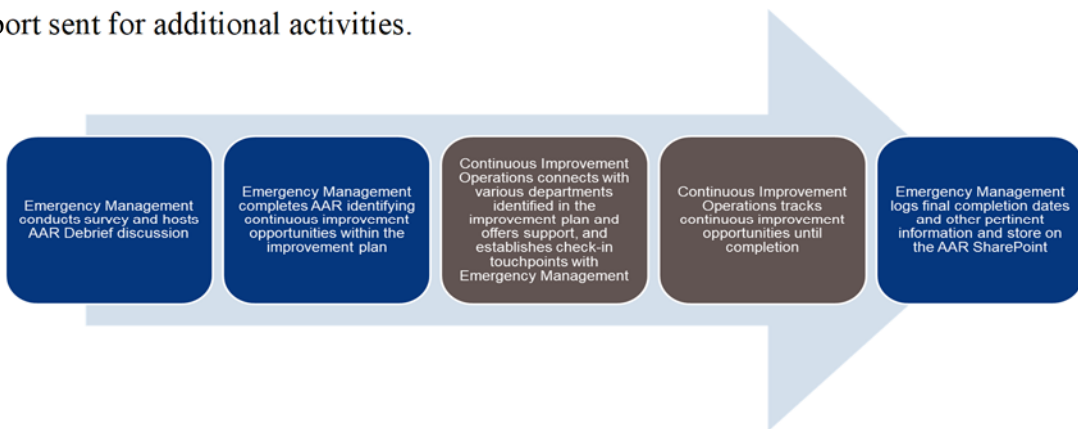 port sent for additional activities.
Emergency Management
conducts survey and hosts
AAR Debrief discussion
Emergency Management
completes AAR identifying
continuous improvement
opportunities within the
improvement plan
Continuous Improvement
Operations connects with
various departments
identified in the
improvement plan and
offers support, and
establishes check-in
touchpoints with
Emergency Management
Continuous Improvement
Operations tracks
continuous improvement
opportunities until
completion
Emergency Management
logs final completion dates
and other pertinent
information and store on
the AAR SharePoint